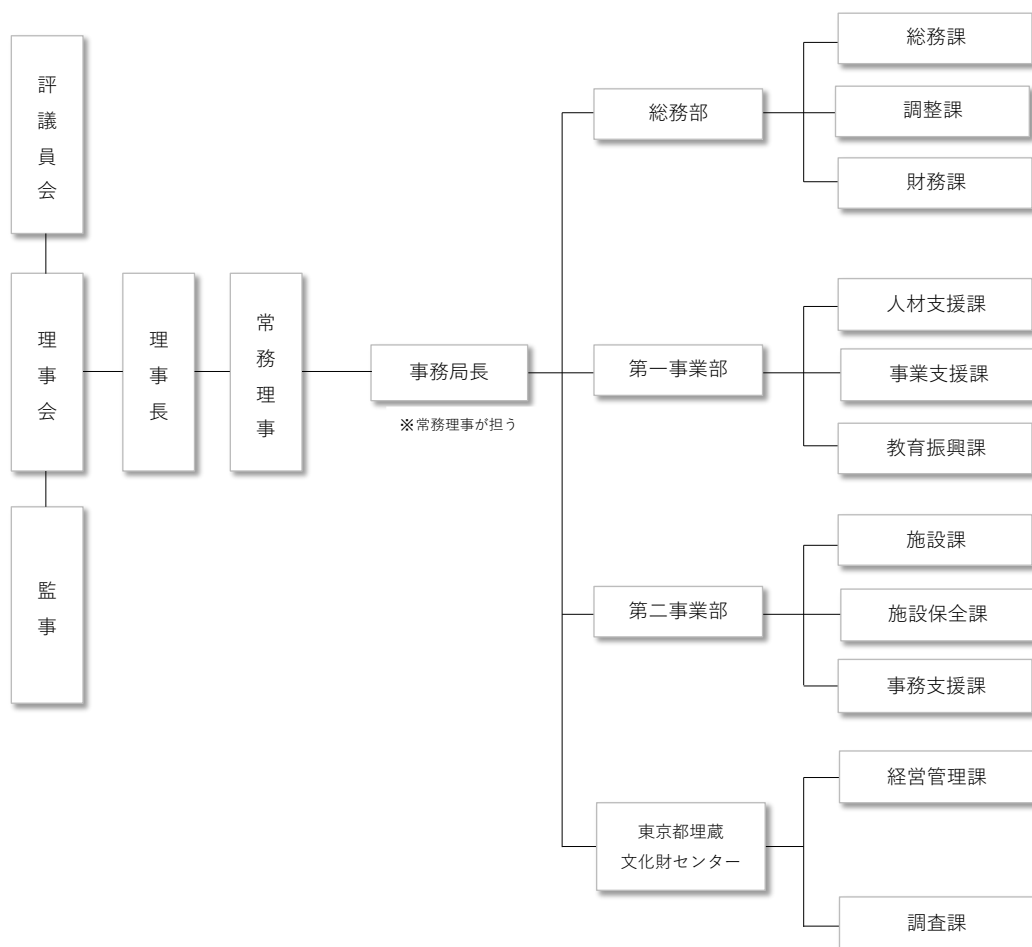 評議員会
理事会
監事
理事長
常務理事
事務局長
※常務理事が担う
総務部
総務課
調整課
財務課
第一事業部
人材支援課
事業支援課
教育振興課
第二事業部
施設課
施設保全課
事務支援課
東京都埋蔵
文化財センター
経営管理課
調査課